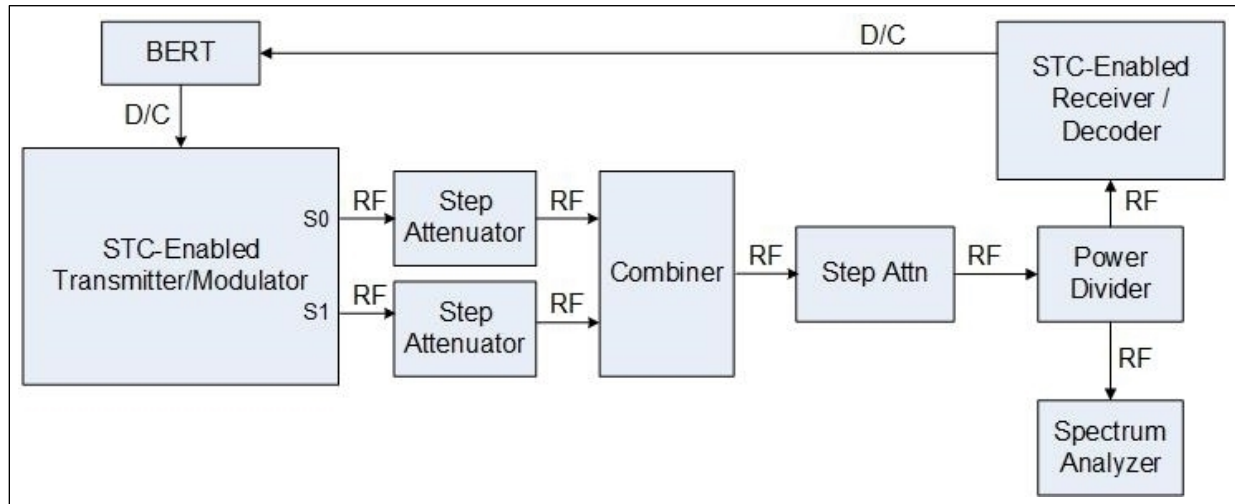 BERT
D/C
D/C
STC-Enabled
Receiver /
Decoder
STC-Enabled
Transmitter/Modulator
S0
S1
RF
RF
Step
Attenuator
Step
Attenuator
RF
RF
Combiner
RF
Step Attn
RF
Power
Divider
RF
RF
Spectrum
Analyzer